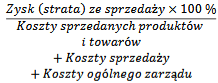 Zysk (strata) ze sprzedaży × 100 %
Koszty sprzedanych produktów
i towarów
+ Koszty sprzedaży
+ Koszty ogólnego zarządu